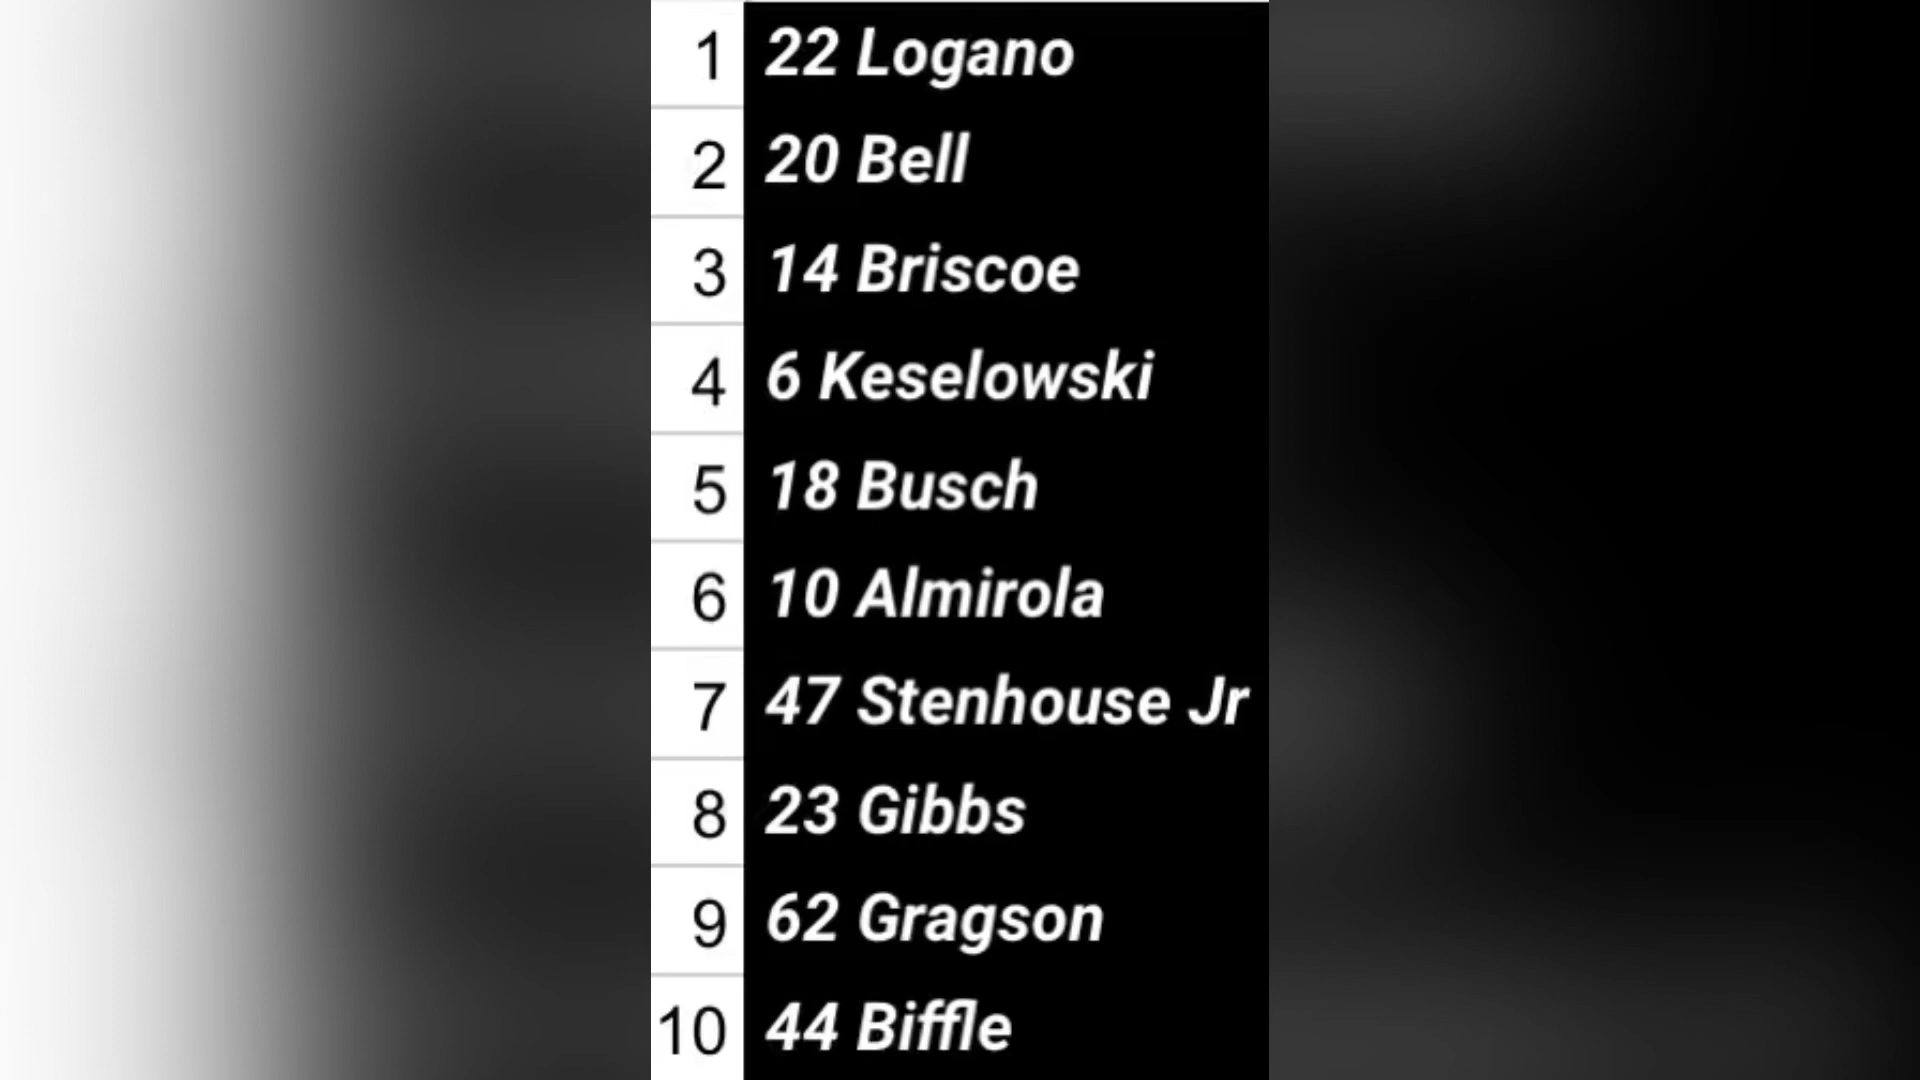 1 22 Logano
2 20 Bell
3 14 Briscoe
4 6 Keselowski
5 18 Busch
6 10 Almirola
7 47 Stenhouse Jr
8 23 Gibbs
9 62 Gragson
10 44 Biffle